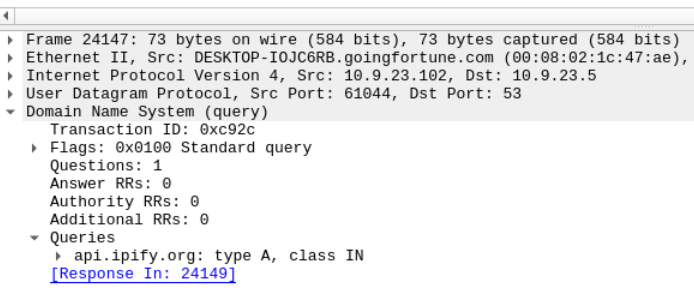 Frame 24147: 73 bytes on wire (584 bits), 73 bytes captured (584 bits)
Ethernet II, Src: DESKTOP-IOJC6RB.goingfortune.com (00:08:02:1c:47:ae),
Internet Protocol Version 4, Src: 10.9.23.102, Dst: 10.9.23.5
User Datagram Protocol, Src Port: 61044, Dst Port: 53
Domain Name System (query)
Transaction ID: 0xc92c
Flags: 0x0100 Standard query
Questions: 1
Answer RRs: 0
Authority RRs: 0
Additional RRs: 0
Queries
api.ipify.org: type A, class IN
[Response In: 24149]